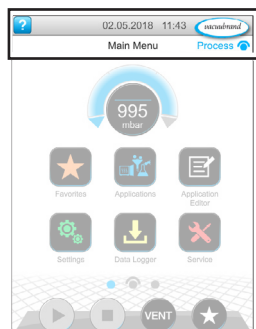 ? 02.05.2018 11:43 vacuubrand
Main Menu Process
995
mbar
Favorites Applications Application
Editor
Settings Data Logger Service
VENT